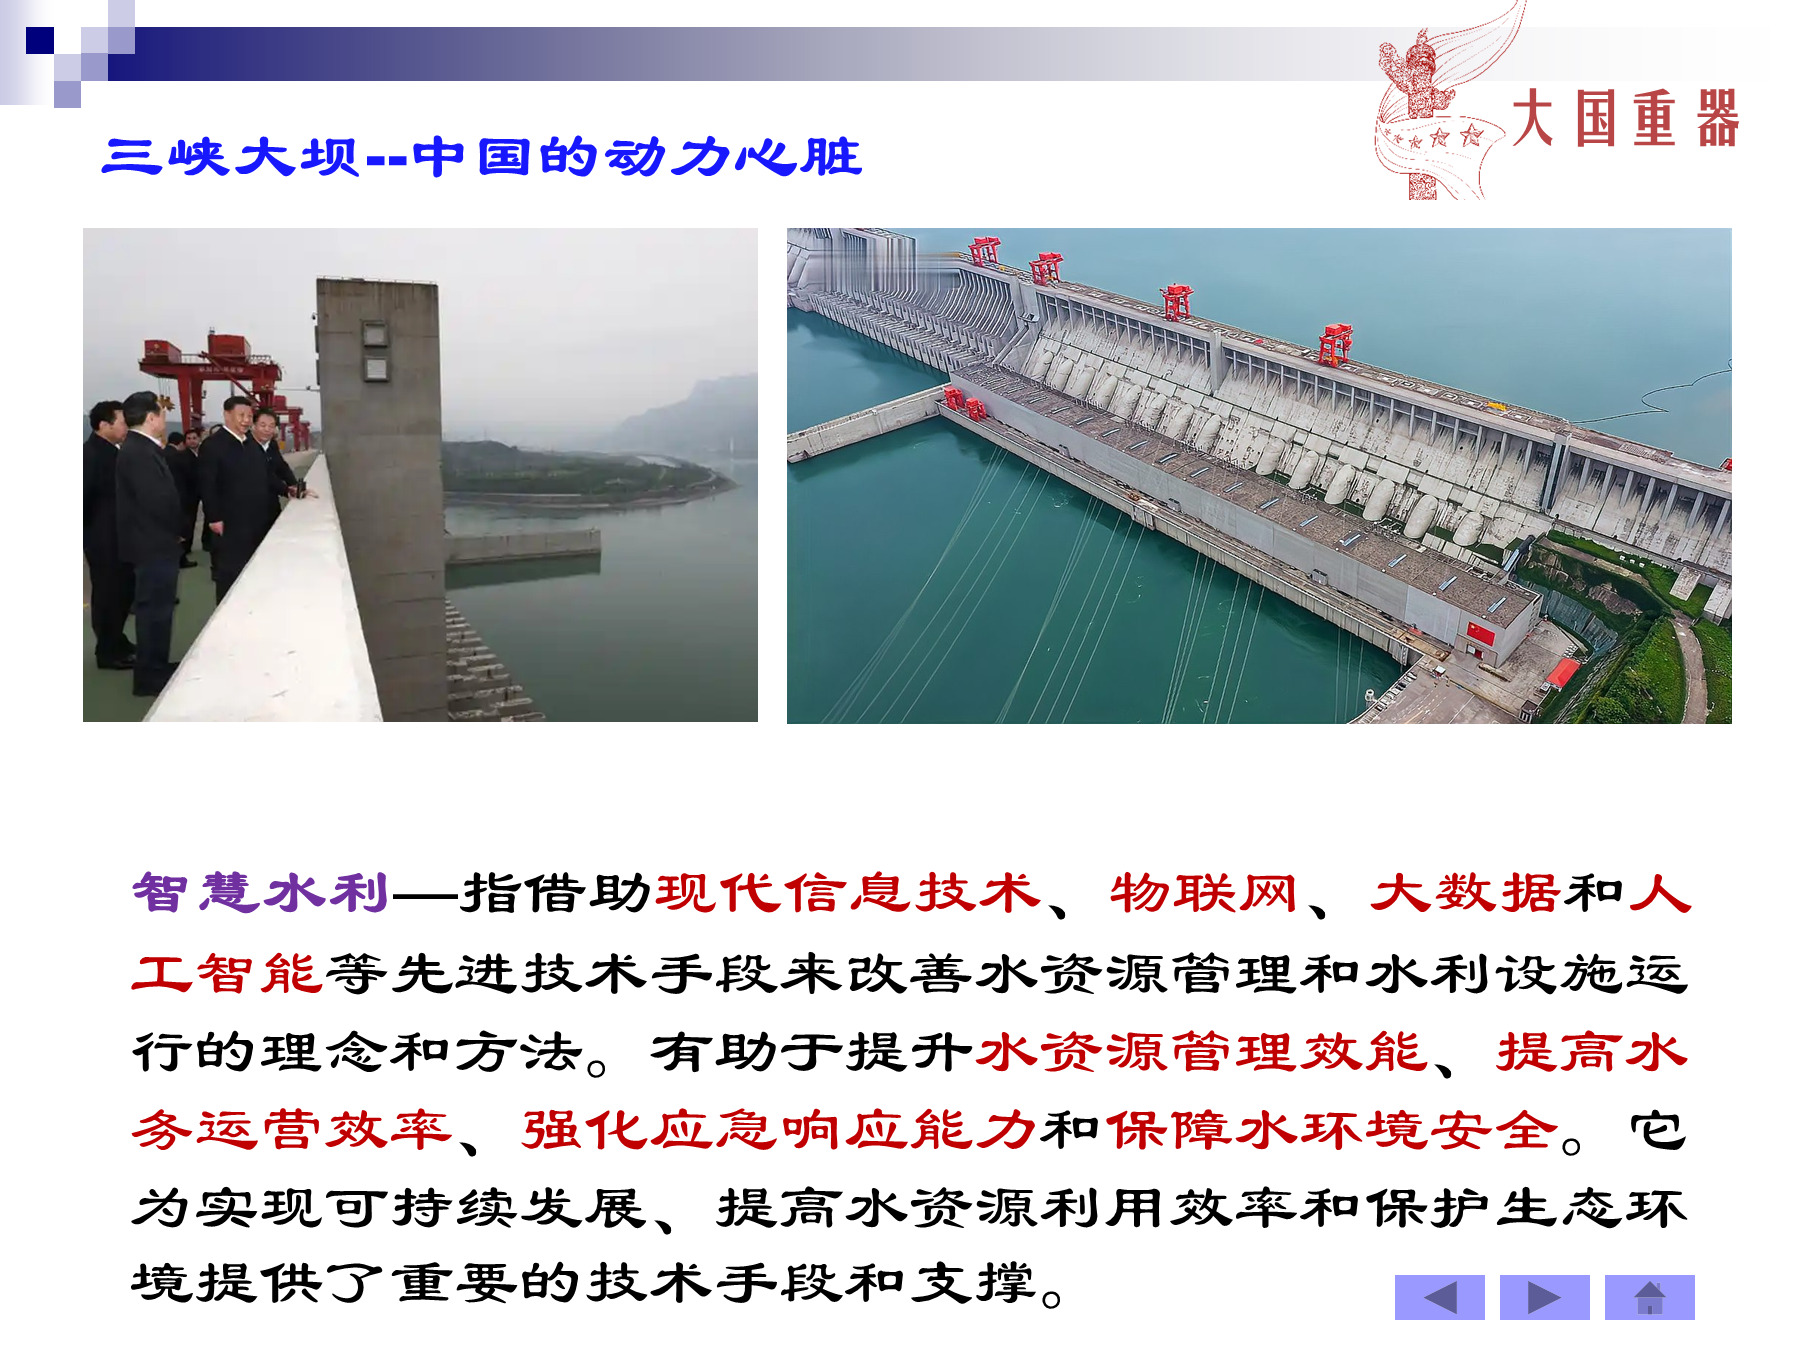 大国重器
三峡大坝--中国的动力心脏
智慧水利—指借助现代信息技术、物联网、大数据和人
工智能等先进技术手段来改善水资源管理和水利设施运
行的理念和方法。有助于提升水资源管理效能、提高水
务运营效率、强化应急响应能力和保障水环境安全。它
为实现可持续发展、提高水资源利用效率和保护生态环
境提供了重要的技术手段和支撑。